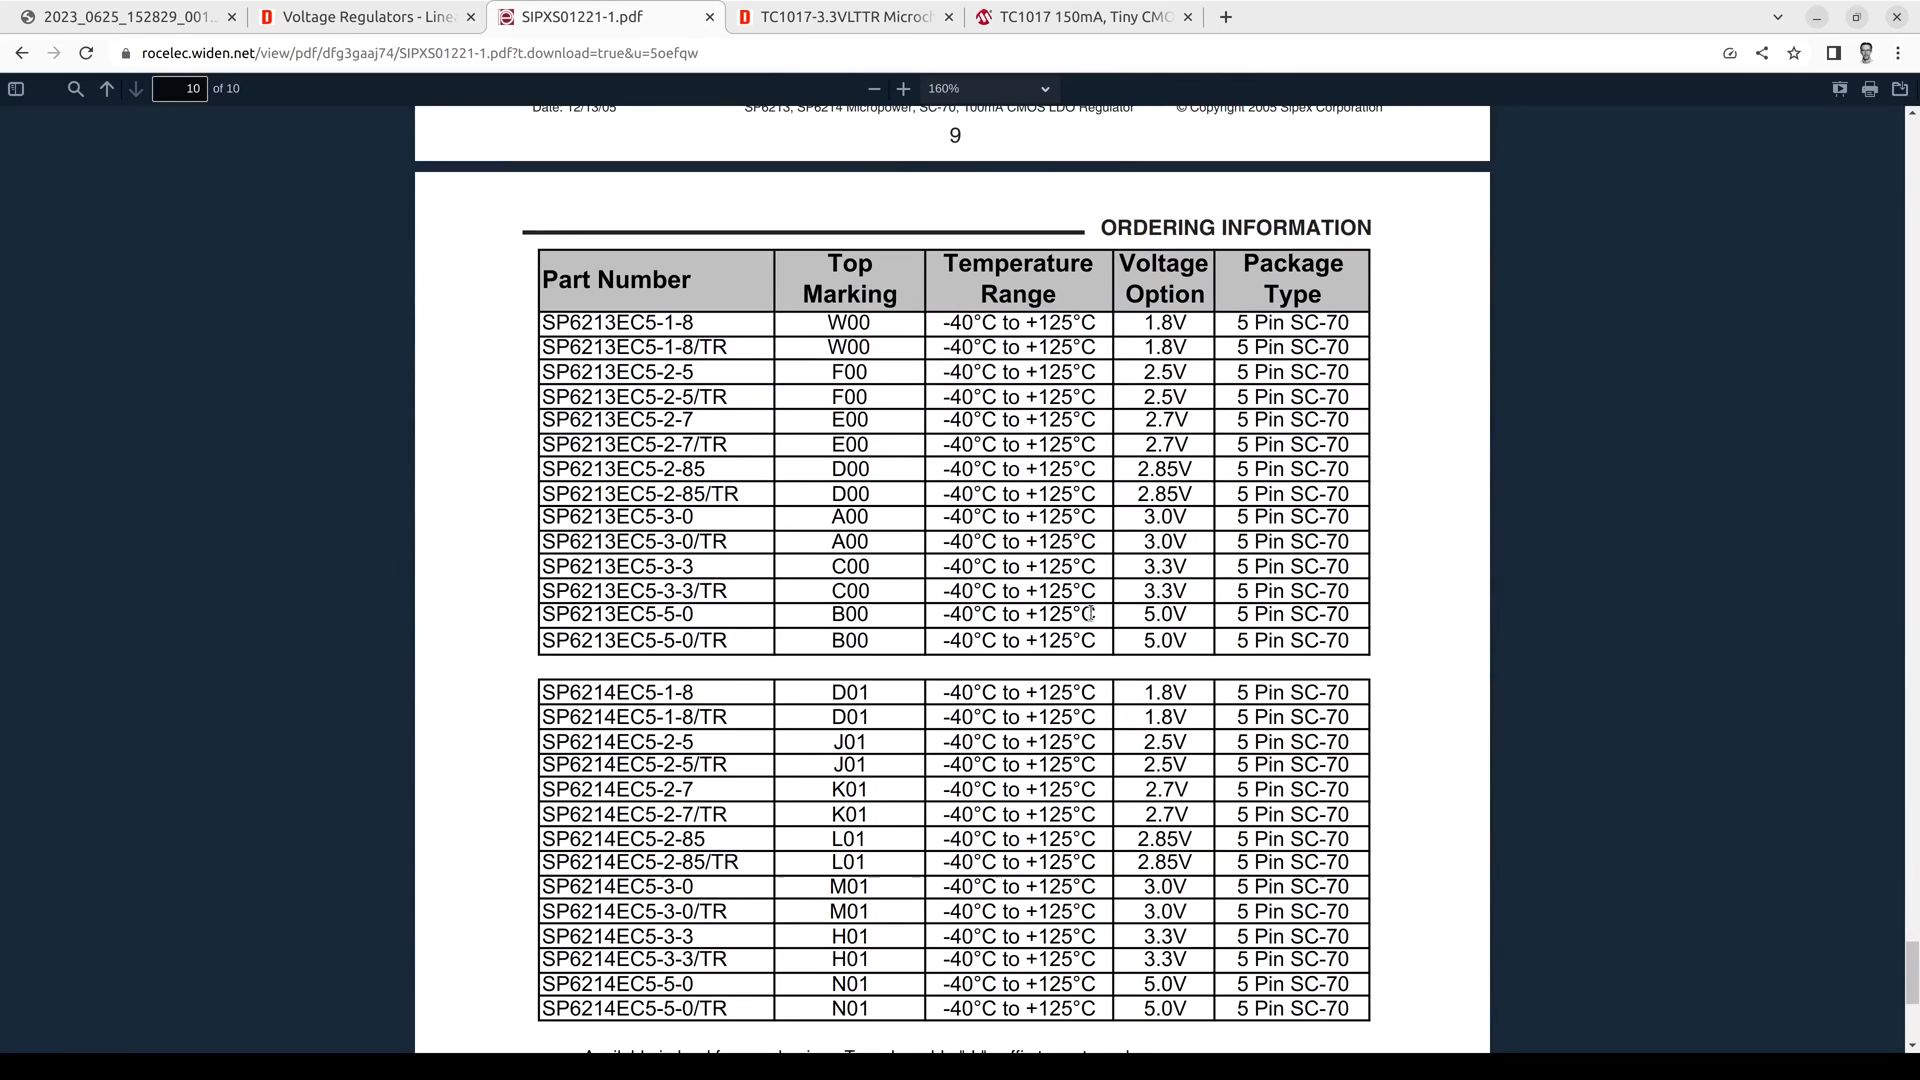 2023_0625_152829_001...
Voltage Regulators - Line
SIPXS01221-1.pdf
TC1017-3.3VLTTR Microch
TC1017 150mA, Tiny CMO
rocelec.widen.net/view/pdf/dfg3gaaj74/SIPXS01221-1.pdf?t.download=true&u=5oefqw
10 of 10
160%
Date: 12/13/05 SP6213, SP6214 Micropower, SC-70, 100mA CMOS LDO Regulator © Copyright 2005 Sipex Corporation
9
ORDERING INFORMATION
Part Number Top Marking Temperature Range Voltage Option Package Type
SP6213EC5-1-8 W00 -40°C to +125°C 1.8V 5 Pin SC-70
SP6213EC5-1-8/TR W00 -40°C to +125°C 1.8V 5 Pin SC-70
SP6213EC5-2-5 F00 -40°C to +125°C 2.5V 5 Pin SC-70
SP6213EC5-2-5/TR F00 -40°C to +125°C 2.5V 5 Pin SC-70
SP6213EC5-2-7 E00 -40°C to +125°C 2.7V 5 Pin SC-70
SP6213EC5-2-7/TR E00 -40°C to +125°C 2.7V 5 Pin SC-70
SP6213EC5-2-85 D00 -40°C to +125°C 2.85V 5 Pin SC-70
SP6213EC5-2-85/TR D00 -40°C to +125°C 2.85V 5 Pin SC-70
SP6213EC5-3-0 A00 -40°C to +125°C 3.0V 5 Pin SC-70
SP6213EC5-3-0/TR A00 -40°C to +125°C 3.0V 5 Pin SC-70
SP6213EC5-3-3 C00 -40°C to +125°C 3.3V 5 Pin SC-70
SP6213EC5-3-3/TR C00 -40°C to +125°C 3.3V 5 Pin SC-70
SP6213EC5-5-0 B00 -40°C to +125°C 5.0V 5 Pin SC-70
SP6213EC5-5-0/TR B00 -40°C to +125°C 5.0V 5 Pin SC-70
SP6214EC5-1-8 D01 -40°C to +125°C 1.8V 5 Pin SC-70
SP6214EC5-1-8/TR D01 -40°C to +125°C 1.8V 5 Pin SC-70
SP6214EC5-2-5 J01 -40°C to +125°C 2.5V 5 Pin SC-70
SP6214EC5-2-5/TR J01 -40°C to +125°C 2.5V 5 Pin SC-70
SP6214EC5-2-7 K01 -40°C to +125°C 2.7V 5 Pin SC-70
SP6214EC5-2-7/TR K01 -40°C to +125°C 2.7V 5 Pin SC-70
SP6214EC5-2-85 L01 -40°C to +125°C 2.85V 5 Pin SC-70
SP6214EC5-2-85/TR L01 -40°C to +125°C 2.85V 5 Pin SC-70
SP6214EC5-3-0 M01 -40°C to +125°C 3.0V 5 Pin SC-70
SP6214EC5-3-0/TR M01 -40°C to +125°C 3.0V 5 Pin SC-70
SP6214EC5-3-3 H01 -40°C to +125°C 3.3V 5 Pin SC-70
SP6214EC5-3-3/TR H01 -40°C to +125°C 3.3V 5 Pin SC-70
SP6214EC5-5-0 N01 -40°C to +125°C 5.0V 5 Pin SC-70
SP6214EC5-5-0/TR N01 -40°C to +125°C 5.0V 5 Pin SC-70